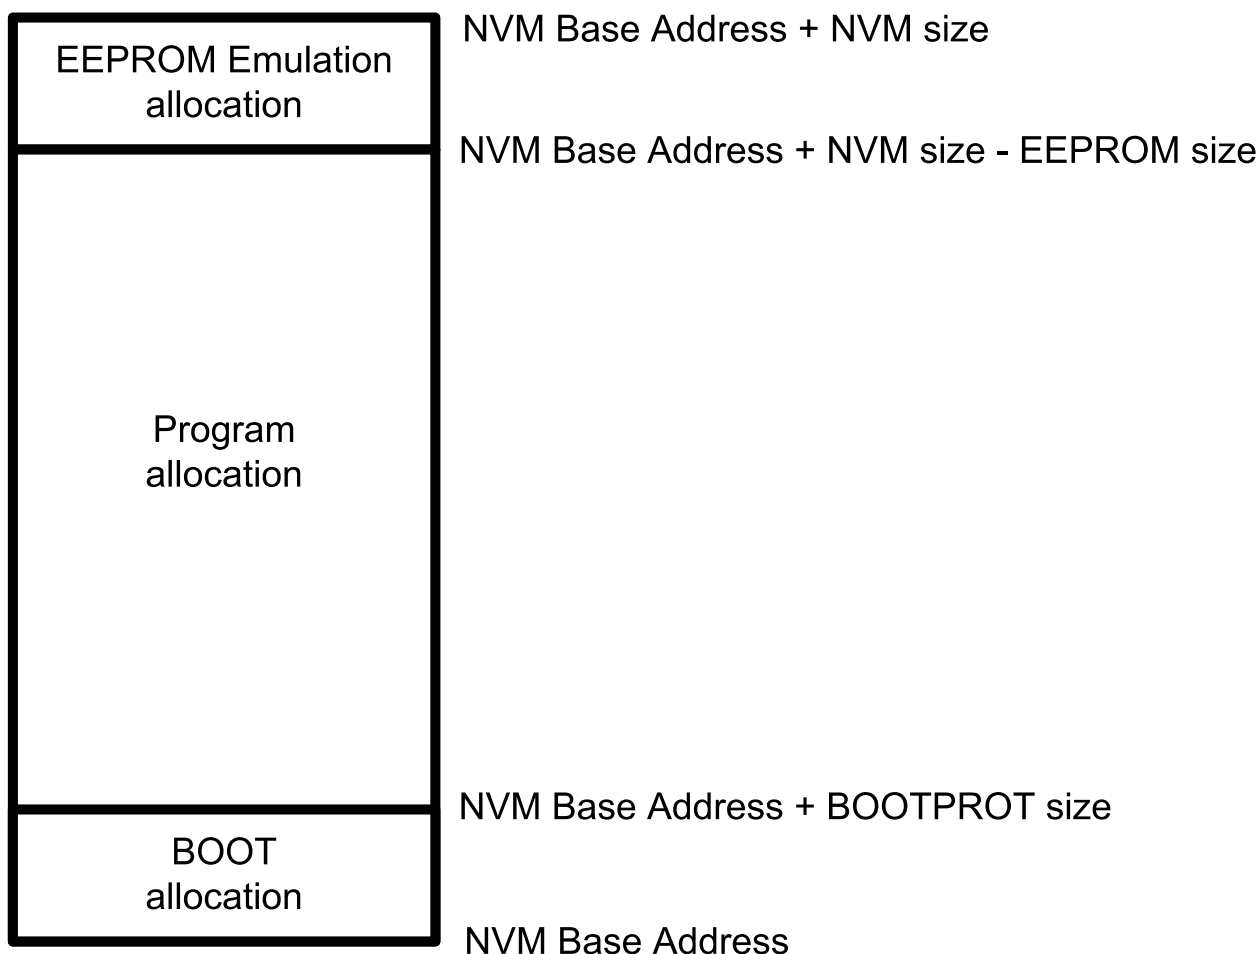 NVM Base Address + NVM size
EEPROM Emulation
allocation
NVM Base Address + NVM size - EEPROM size
Program
allocation
NVM Base Address + BOOTPROT size
BOOT
allocation
NVM Base Address